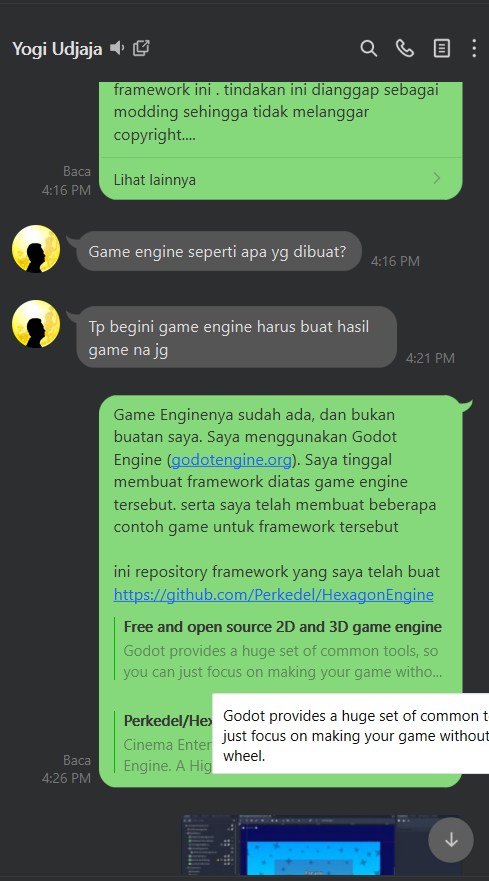 Yogi Udjaja
framework ini . tindakan ini dianggap sebagai
modding sehingga tidak melanggar
copyright....
Lihat lainnya
Baca
4:16 PM
Game engine seperti apa yg dibuat?
4:16 PM
Tp begini game engine harus buat hasil
game na jg
4:21 PM
Game Enginenya sudah ada, dan bukan
buatan saya. Saya menggunakan Godot
Engine (godotengine.org). Saya tinggal
membuat framework diatas game engine
tersebut. serta saya telah membuat beberapa
contoh game untuk framework tersebut
ini repository framework yang saya telah buat
https://github.com/Perkedel/HexagonEngine
Free and open source 2D and 3D game engine
Godot provides a huge set of common tools, so
you can just focus on making your game witho...
Perkedel/Hex
Cinema Enter
Engine. A Hig
Godot provides a huge set of common t
just focus on making your game without
wheel.
Baca
4:26 PM